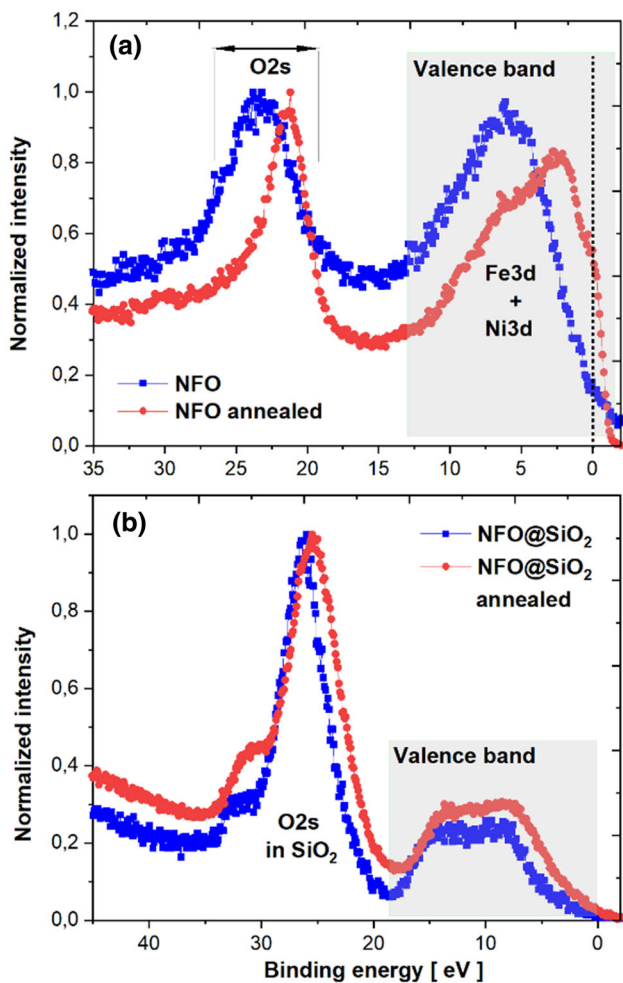 1,2
(a)
O2s
Valence band
1,0
0,8
0,6
0,4
0,2
0,0
Normalized intensity
Fe3d
+
Ni3d
NFO
NFO annealed
35 30 25 20 15 10 5 0
(b)
1,0
0,8
0,6
0,4
0,2
0,0
Normalized intensity
NFO@SiO₂
NFO@SiO₂
annealed
Valence band
O2s
in SiO₂
40 30 20 10 0
Binding energy [ eV ]